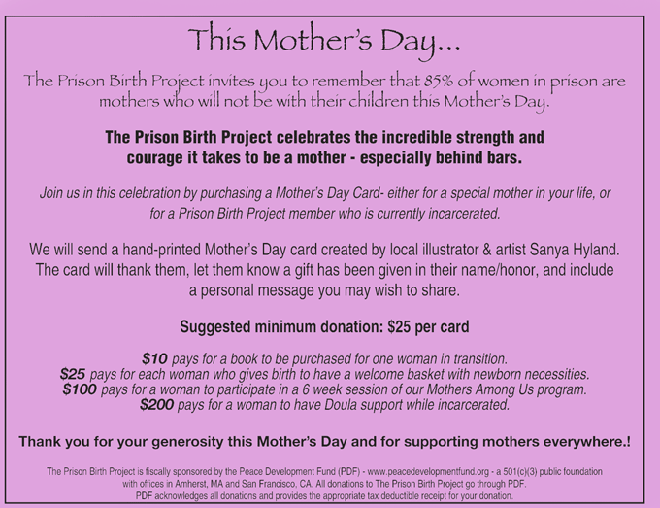 This Mother's Day...
The Prison Birth Project invites you to remember that 85% of women in prison are
mothers who will not be with their children this Mother's Day.
The Prison Birth Project celebrates the incredible strength and
courage it takes to be a mother - especially behind bars.
Join us in this celebration by purchasing a Mother's Day Card- either for a special mother in your life, or
for a Prison Birth Project member who is currently incarcerated.
We will send a hand-printed Mother's Day card created by local illustrator & artist Sanya Hyland.
The card will thank them, let them know a gift has been given in their name/honor, and include
a personal message you may wish to share.
Suggested minimum donation: $25 per card
$10 pays for a book to be purchased for one woman in transition.
$25 pays for each woman who gives birth to have a welcome basket with newborn necessities.
$100 pays for a woman to participate in a 6 week session of our Mothers Among Us program.
$200 pays for a woman to have Doula support while incarcerated.
Thank you for your generosity this Mother's Day and for supporting mothers everywhere.!
The Prison Birth Project is fiscally sponsored by the Peace Development Fund (PDF) - www.peacedevelopmentfund.org - a 501(c)(3) public foundation
with offices in Amherst, MA and San Francisco, CA. All donations to The Prison Birth Project go through PDF.
PDF acknowledges all donations and provides the appropriate tax deductible receipt for your donation.